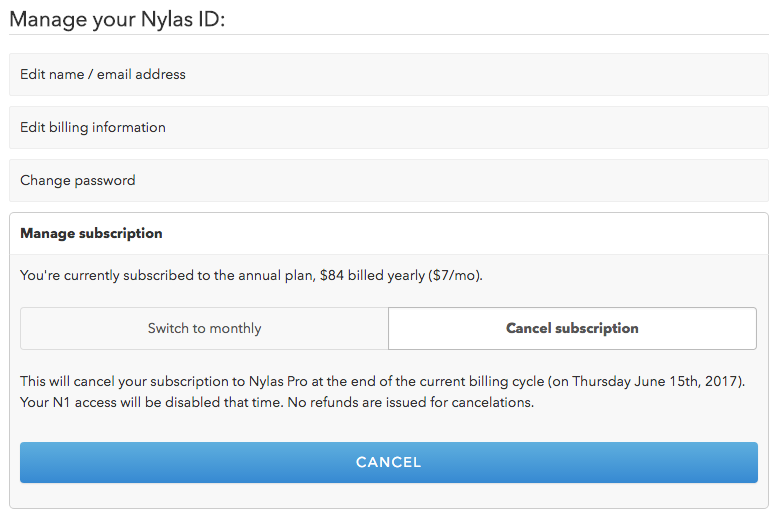 Manage your Nylas ID:
Edit name / email address
Edit billing information
Change password
Manage subscription
You're currently subscribed to the annual plan, $84 billed yearly ($7/mo).
Switch to monthly
Cancel subscription
This will cancel your subscription to Nylas Pro at the end of the current billing cycle (on Thursday June 15th, 2017).
Your N1 access will be disabled that time. No refunds are issued for cancelations.
CANCEL